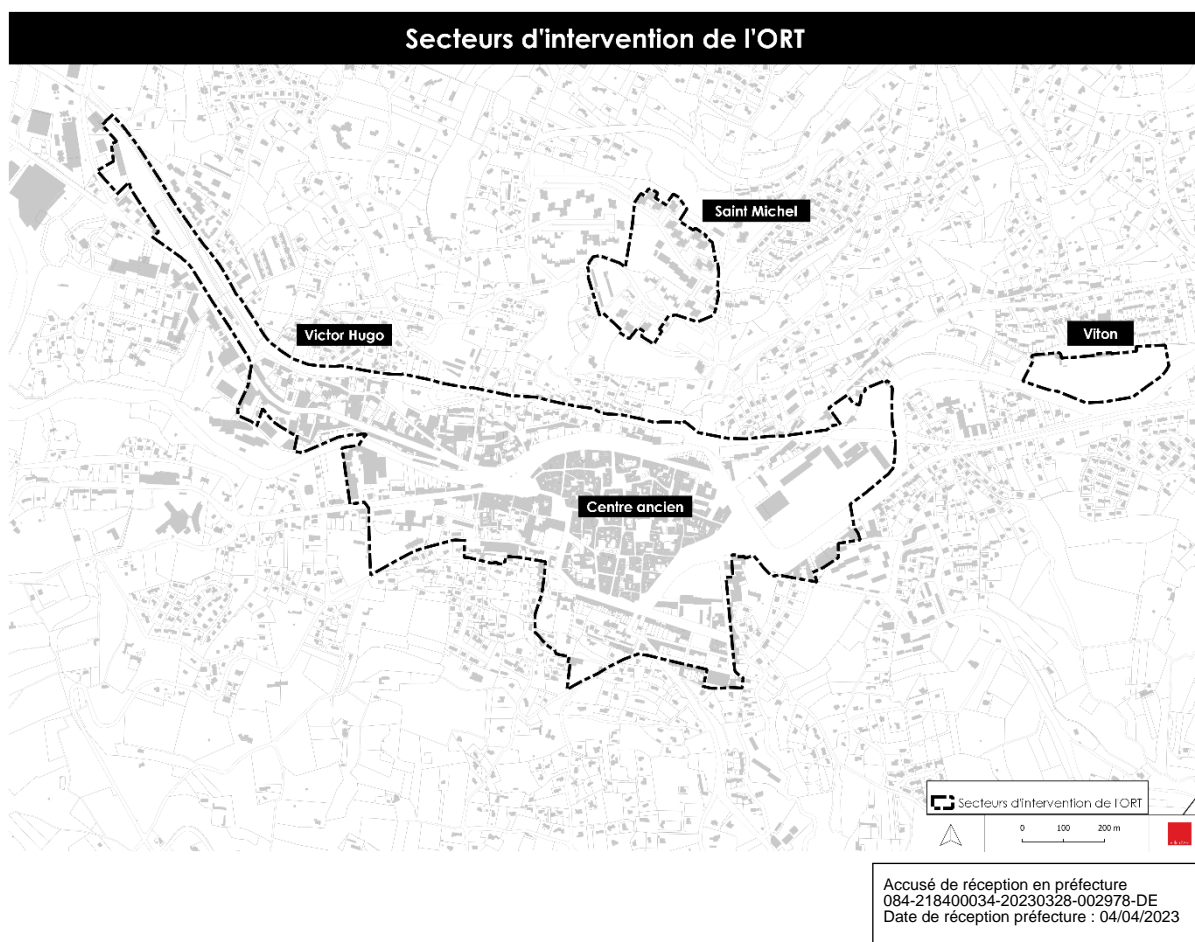 Secteurs d'intervention de l'ORT
Saint Michel
Victor Hugo
Viton
Centre ancien
Secteurs d'intervention de l'ORT
0 100 200 m
Accusé de réception en préfecture
084-218400034-20230328-002978-DE
Date de réception préfecture : 04/04/2023